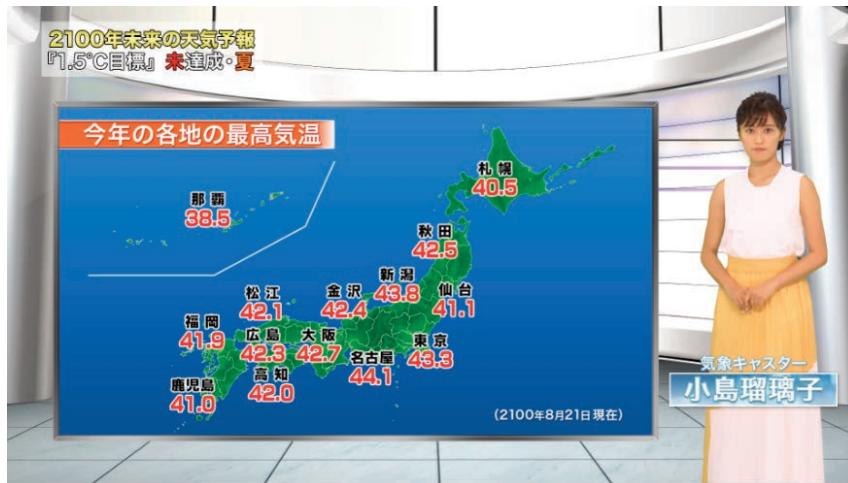 2100年未来の天気予報
『1.5℃目標』 未達成・夏
今年の各地の最高気温
札幌
40.5
那覇
38.5
秋田
42.5
新潟
43.8
仙台
41.1
金沢
42.4
松江
42.1
福岡
41.9
広島
42.3
大阪
42.7
東京
43.3
名古屋
44.1
高知
42.0
鹿児島
41.0
(2100年8月21日現在)
気象キャスター
小島瑠璃子